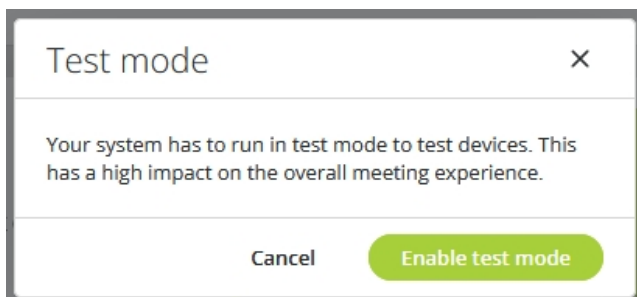 Test mode
Your system has to run in test mode to test devices. This
has a high impact on the overall meeting experience.
Cancel
Enable test mode